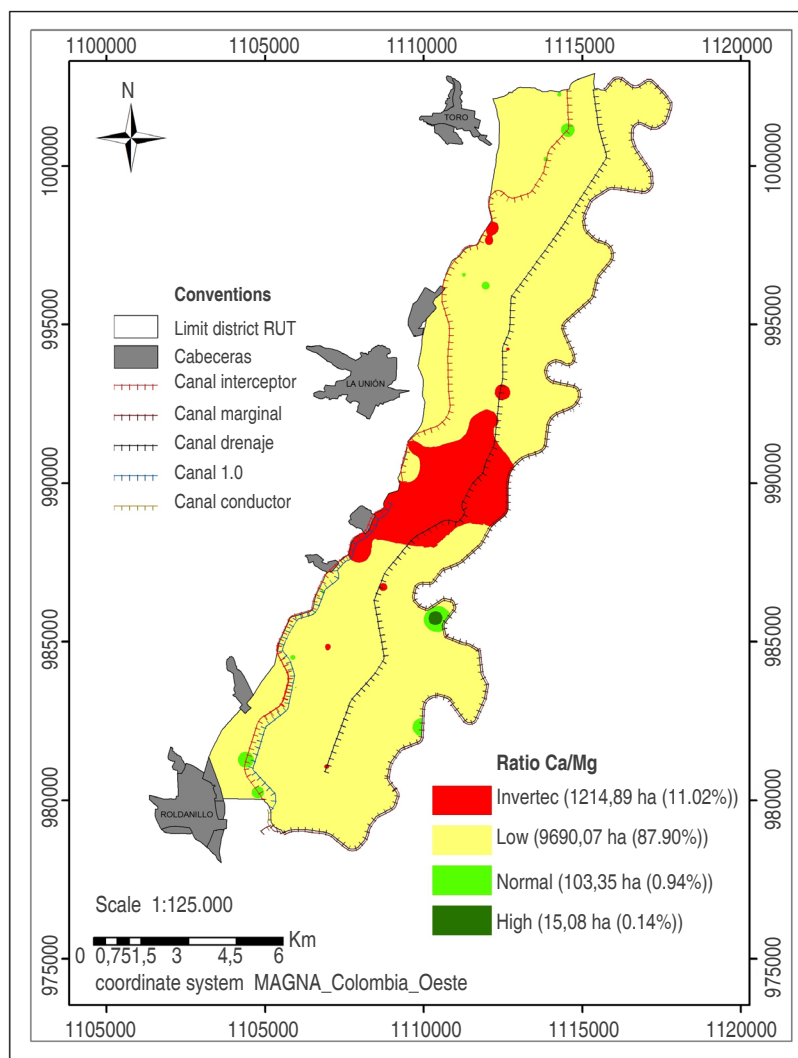 1100000 1105000 1110000 1115000 1120000
N
TORO
1000000 1000000
Conventions
Limit district RUT
Cabeceras
Canal interceptor
Canal marginal
Canal drenaje
Canal 1.0
Canal conductor
995000 995000
LA UNIÓN
990000 990000
985000 985000
980000 980000
ROLDANILLO
Ratio Ca/Mg
Invertec (1214,89 ha (11.02%))
Low (9690,07 ha (87.90%))
Normal (103,35 ha (0.94%))
High (15,08 ha (0.14%))
Scale 1:125.000
Km
0 0,75 1,5 3 4,5 6
coordinate system MAGNA_Colombia_Oeste
975000 975000
1105000 1105000 1110000 1115000 1120000